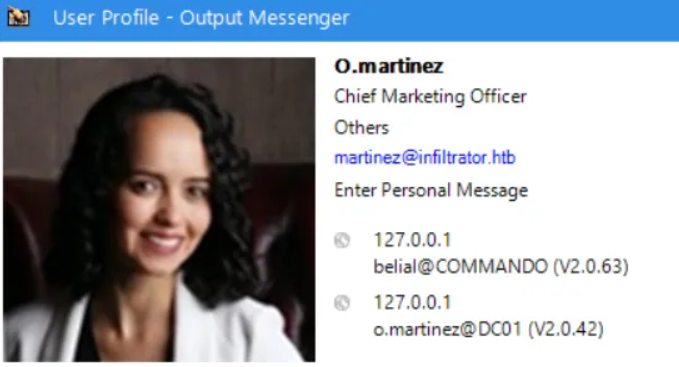 User Profile - Output Messenger
O.martinez
Chief Marketing Officer
Others
martinez@infiltrator.htb
Enter Personal Message
127.0.0.1
belial@COMMANDO (V2.0.63)
127.0.0.1
o.martinez@DC01 (V2.0.42)